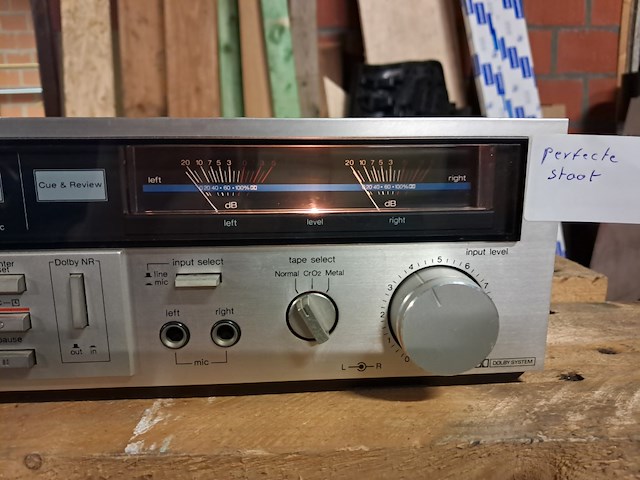 perfecte
staat
left
20 10 7 5 3
20 10 7 5 3
right
Cue & Review
dB
dB
left
level
right
input level
Dolby NR
input select
line
mic
tape select
Normal CrO2 Metal
left
right
mic
out
in
L
R
DOLBY SYSTEM